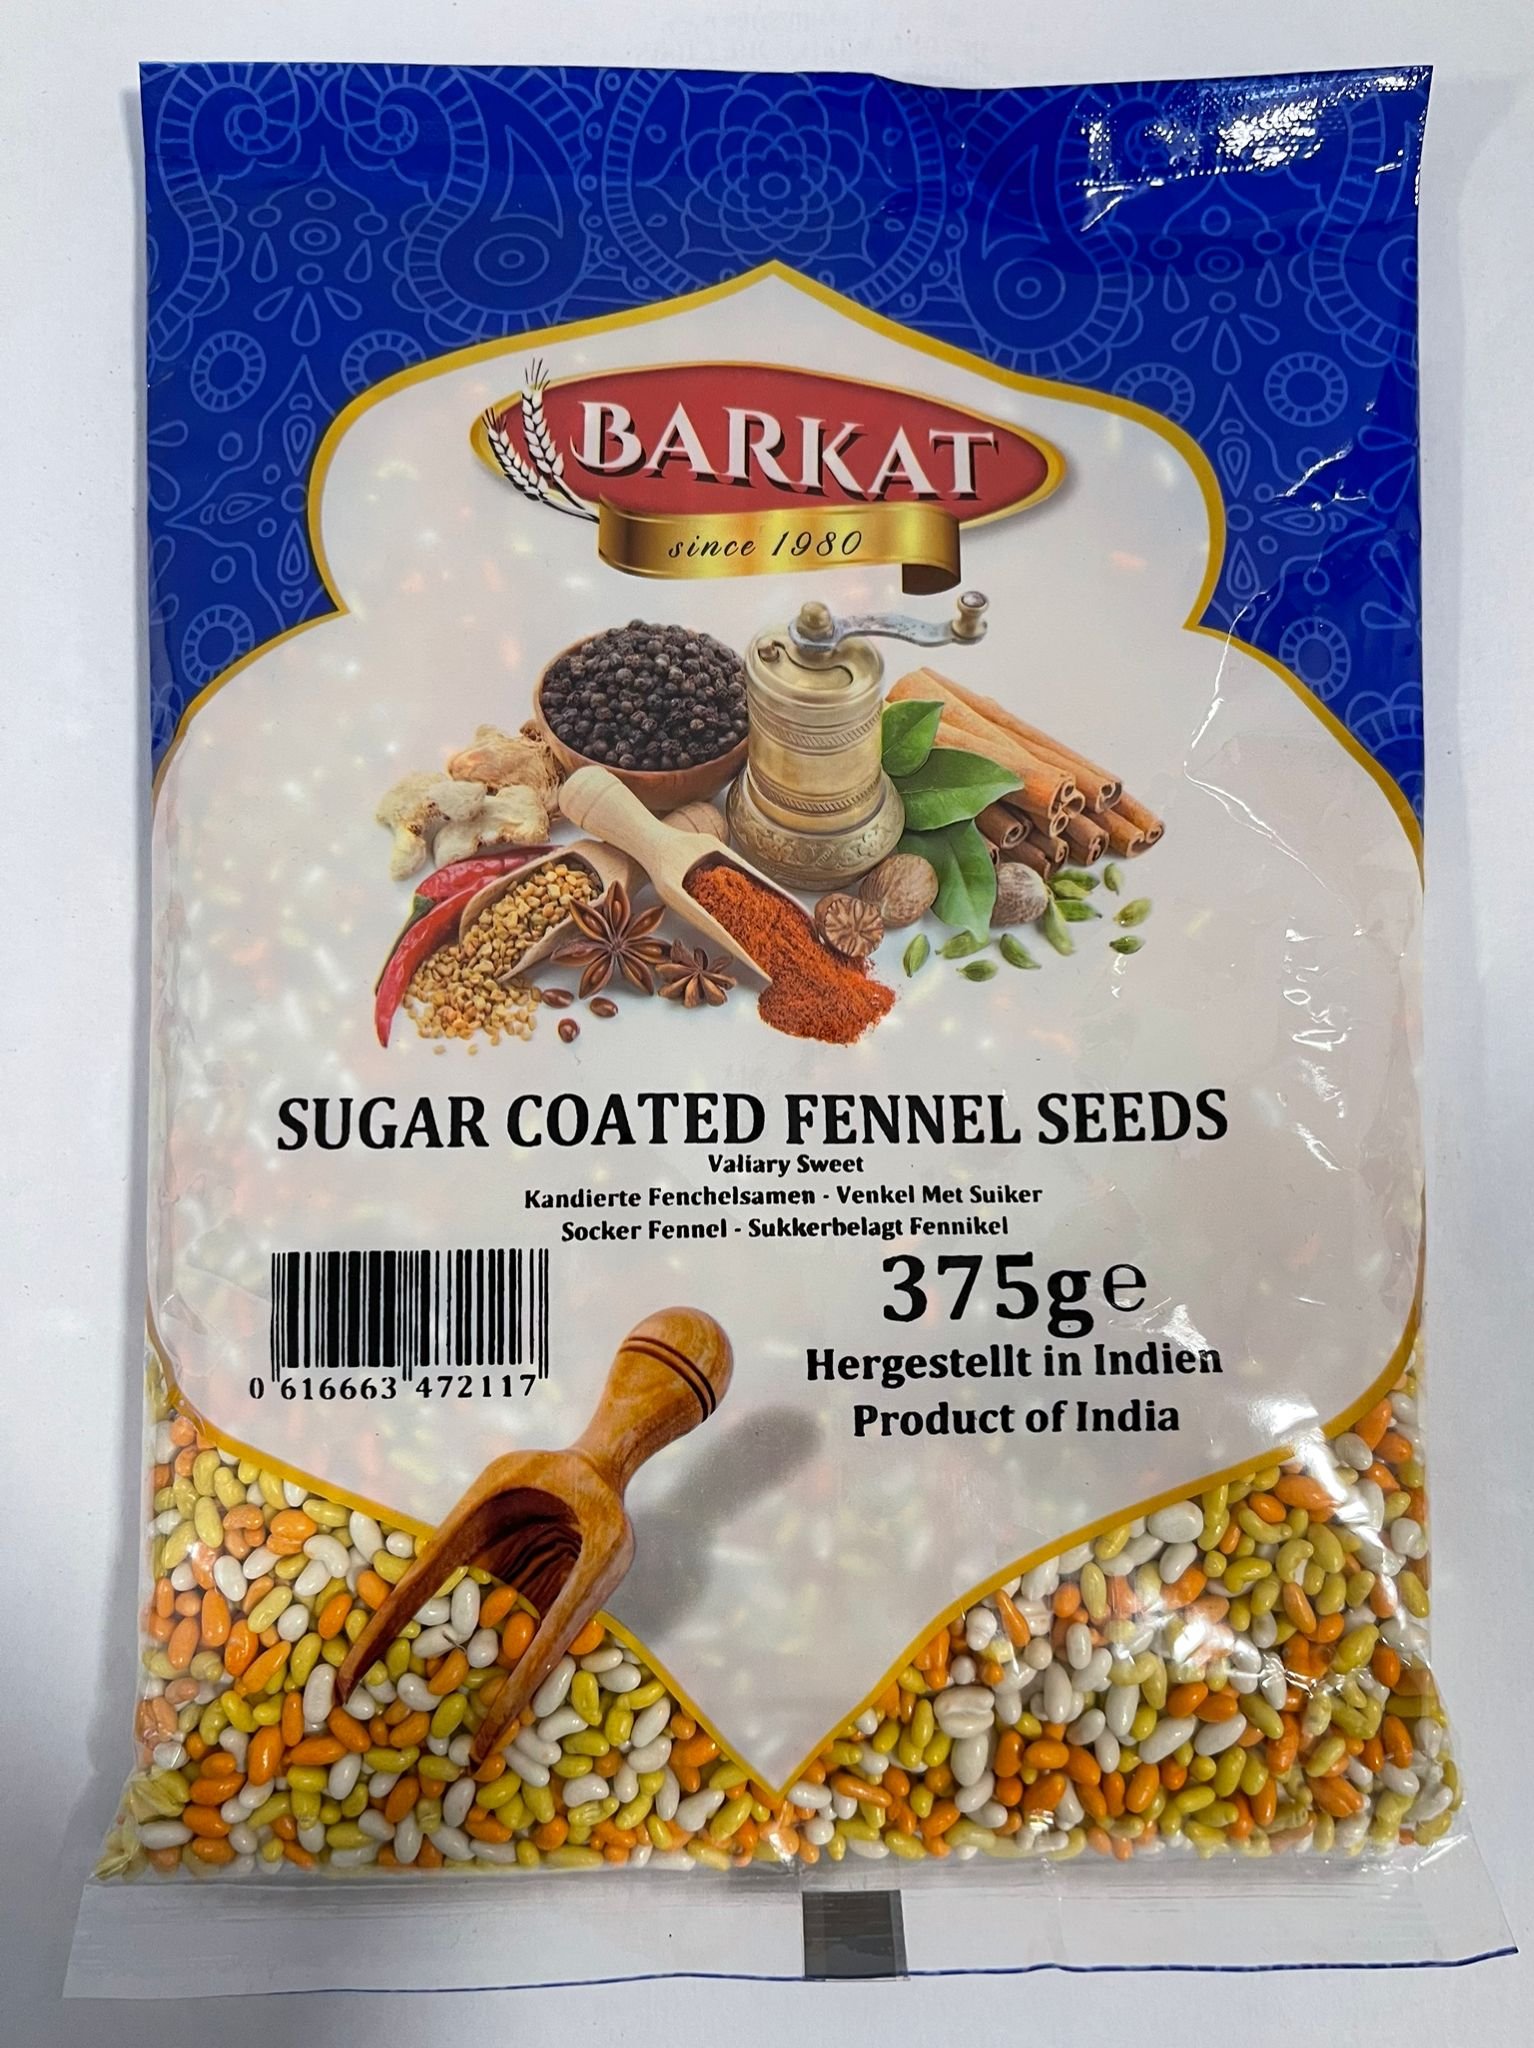 BARKAT
since 1980
SUGAR COATED FENNEL SEEDS
Valiary Sweet
Kandierte Fenchelsamen - Venkel Met Suiker
Socker Fennel - Sukkerbelagt Fennikel
375g℮
Hergestellt in Indien
Product of India
0 616663 472117